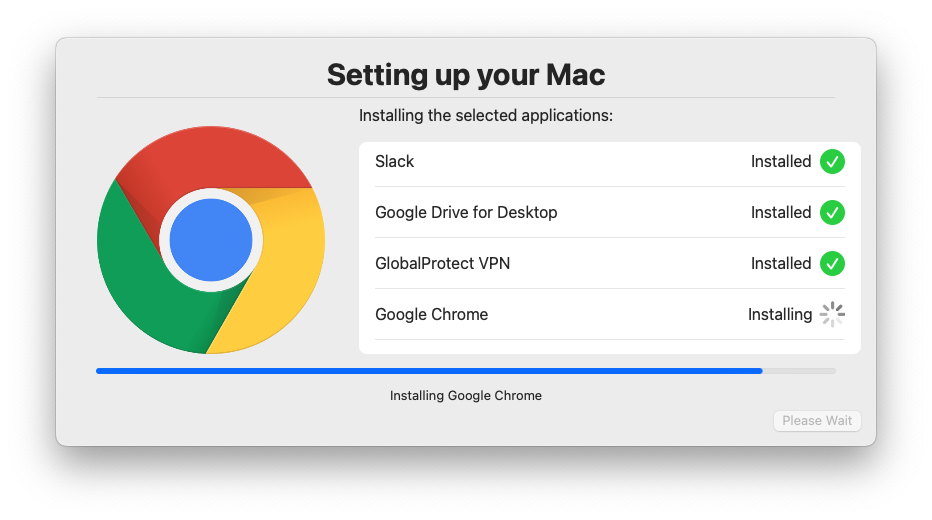 Setting up your Mac
Installing the selected applications:
Slack Installed
Google Drive for Desktop Installed
GlobalProtect VPN Installed
Google Chrome Installing
Installing Google Chrome
Please Wait